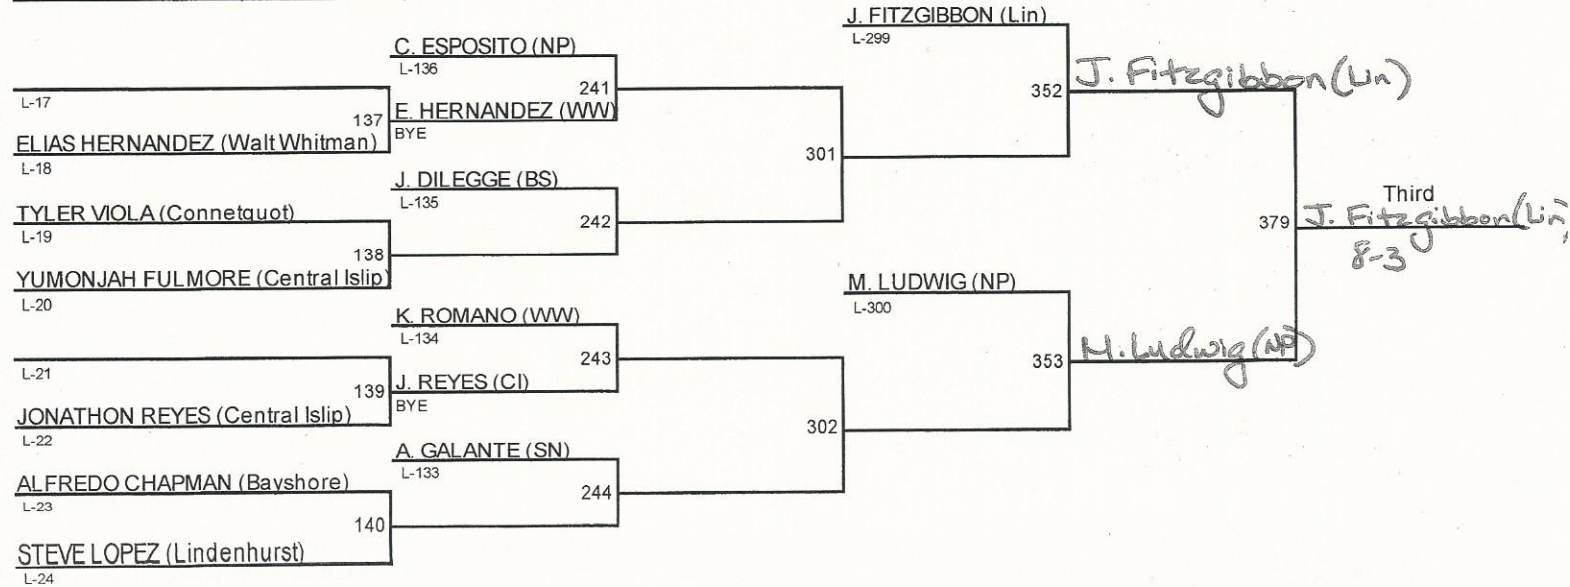 J. FITZGIBBON (Lin)
L-299
C. ESPOSITO (NP)
L-136
241
352
J. Fitzgibbon (Lin)
L-17
137
E. HERNANDEZ (WW)
BYE
ELIAS HERNANDEZ (Walt Whitman)
L-18
301
J. DILEGGE (BS)
L-135
TYLER VIOLA (Connetquot)
L-19
242
138
Third
379
J. Fitzgibbon (Lin)
8-3
YUMONJAH FULMORE (Central Islip)
L-20
M. LUDWIG (NP)
L-300
K. ROMANO (WW)
L-134
243
353
M. Ludwig (NP)
L-21
139
J. REYES (CI)
BYE
JONATHON REYES (Central Islip)
L-22
302
A. GALANTE (SN)
L-133
ALFREDO CHAPMAN (Bayshore)
L-23
244
140
STEVE LOPEZ (Lindenhurst)
L-24